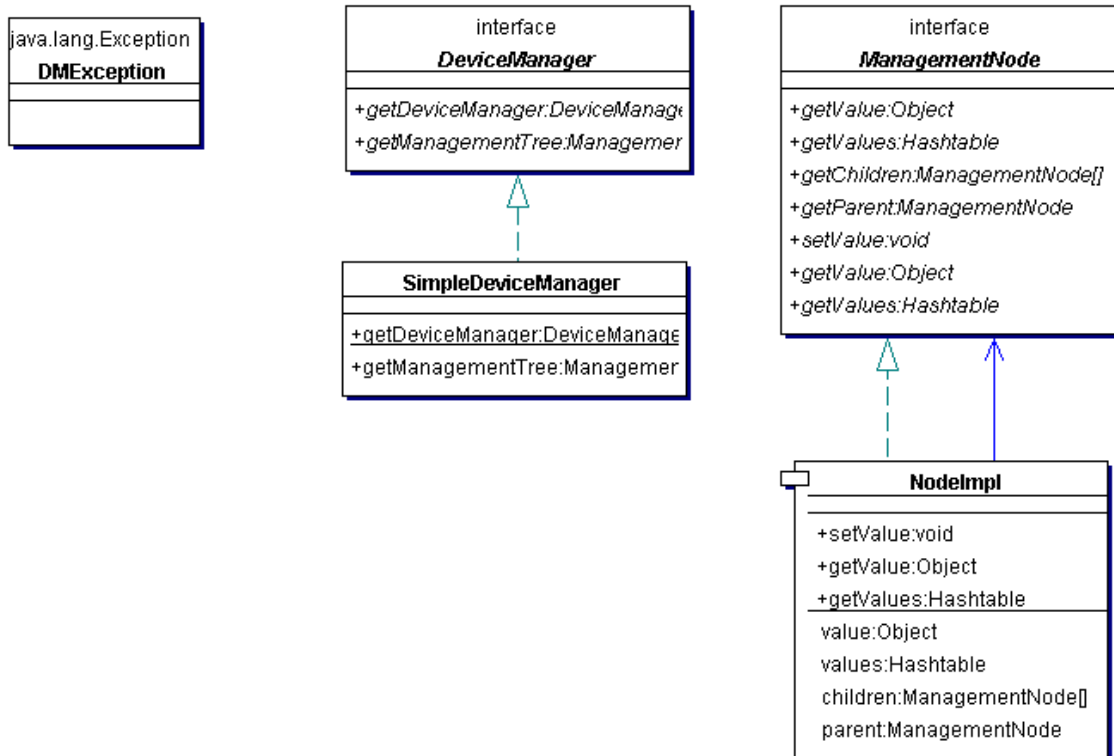 java.lang.Exception
DMException
interface
DeviceManager
+getDeviceManager:DeviceManage
+getManagementTree:Managemer
SimpleDeviceManager
+getDeviceManager:DeviceManage
+getManagementTree:Managemer
interface
ManagementNode
+getValue:Object
+getValues:Hashtable
+getChildren:ManagementNode[]
+getParent:ManagementNode
+setValue:void
+getValue:Object
+getValues:Hashtable
NodeImpl
+setValue:void
+getValue:Object
+getValues:Hashtable
value:Object
values:Hashtable
children:ManagementNode[]
parent:ManagementNode